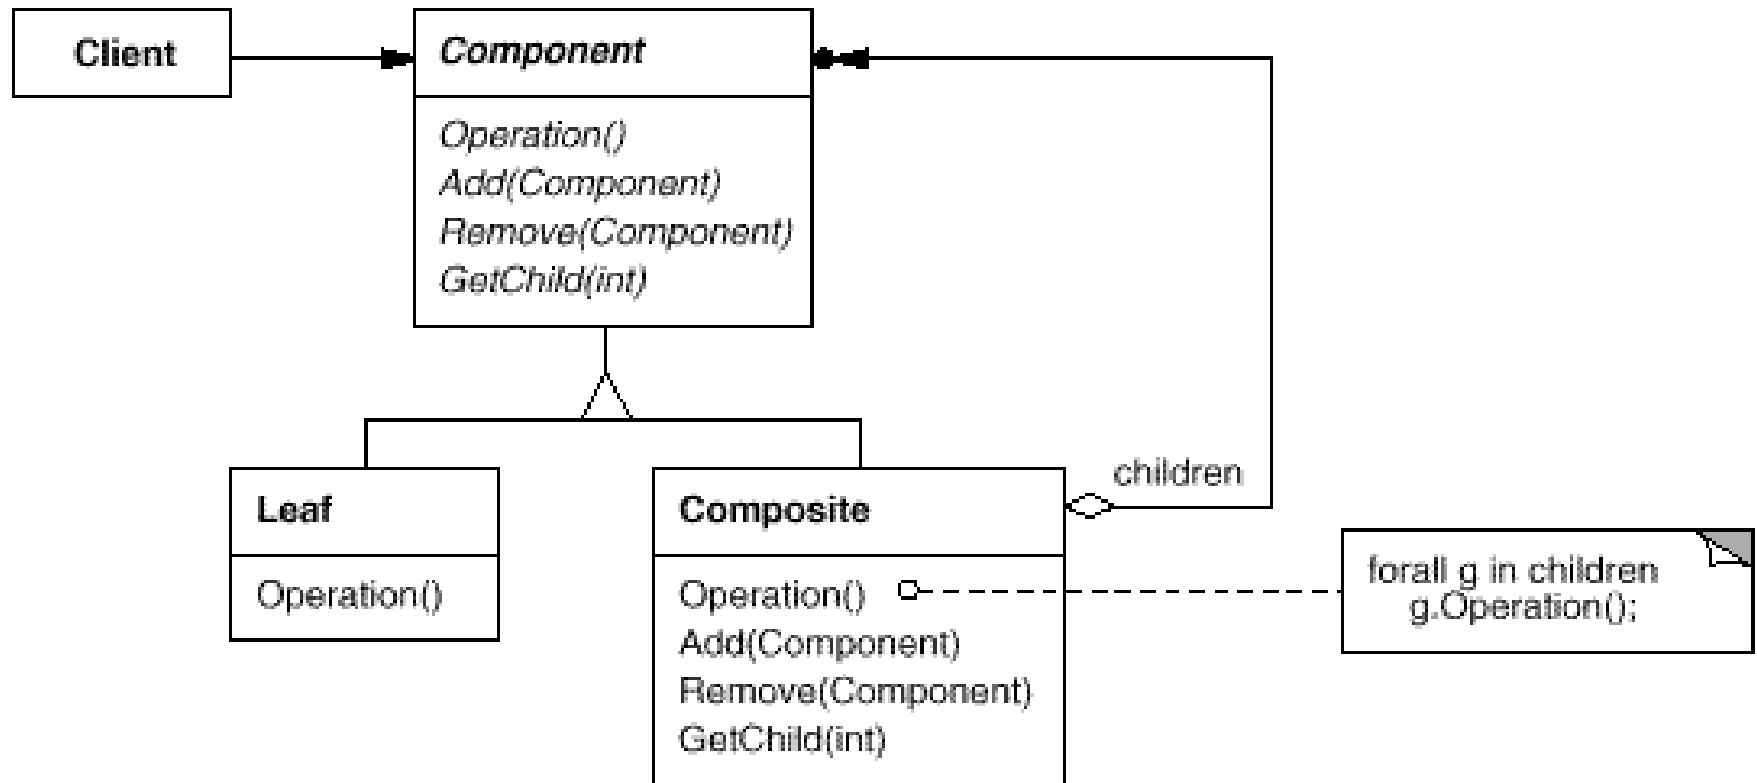 Client
Component
Operation()
Add(Component)
Remove(Component)
GetChild(int)
children
Leaf
Operation()
Composite
Operation()
Add(Component)
Remove(Component)
GetChild(int)
forall g in children
g.Operation();